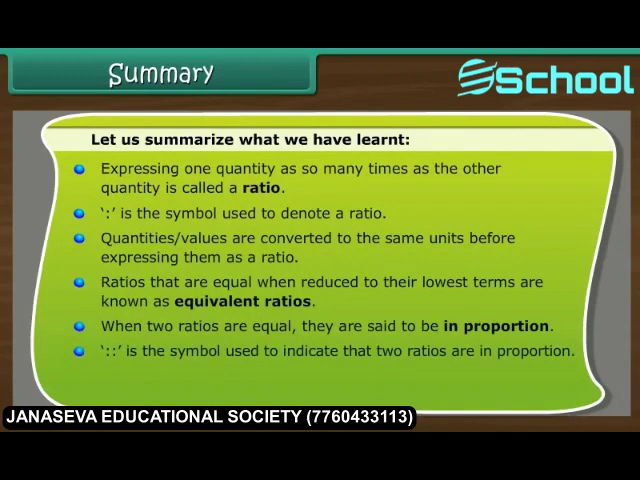 Summary
School
Let us summarize what we have learnt:
Expressing one quantity as so many times as the other
quantity is called a ratio.
‘:’ is the symbol used to denote a ratio.
Quantities/values are converted to the same units before
expressing them as a ratio.
Ratios that are equal when reduced to their lowest terms are
known as equivalent ratios.
When two ratios are equal, they are said to be in proportion.
‘::’ is the symbol used to indicate that two ratios are in proportion.
JANASEVA EDUCATIONAL SOCIETY (7760433113)